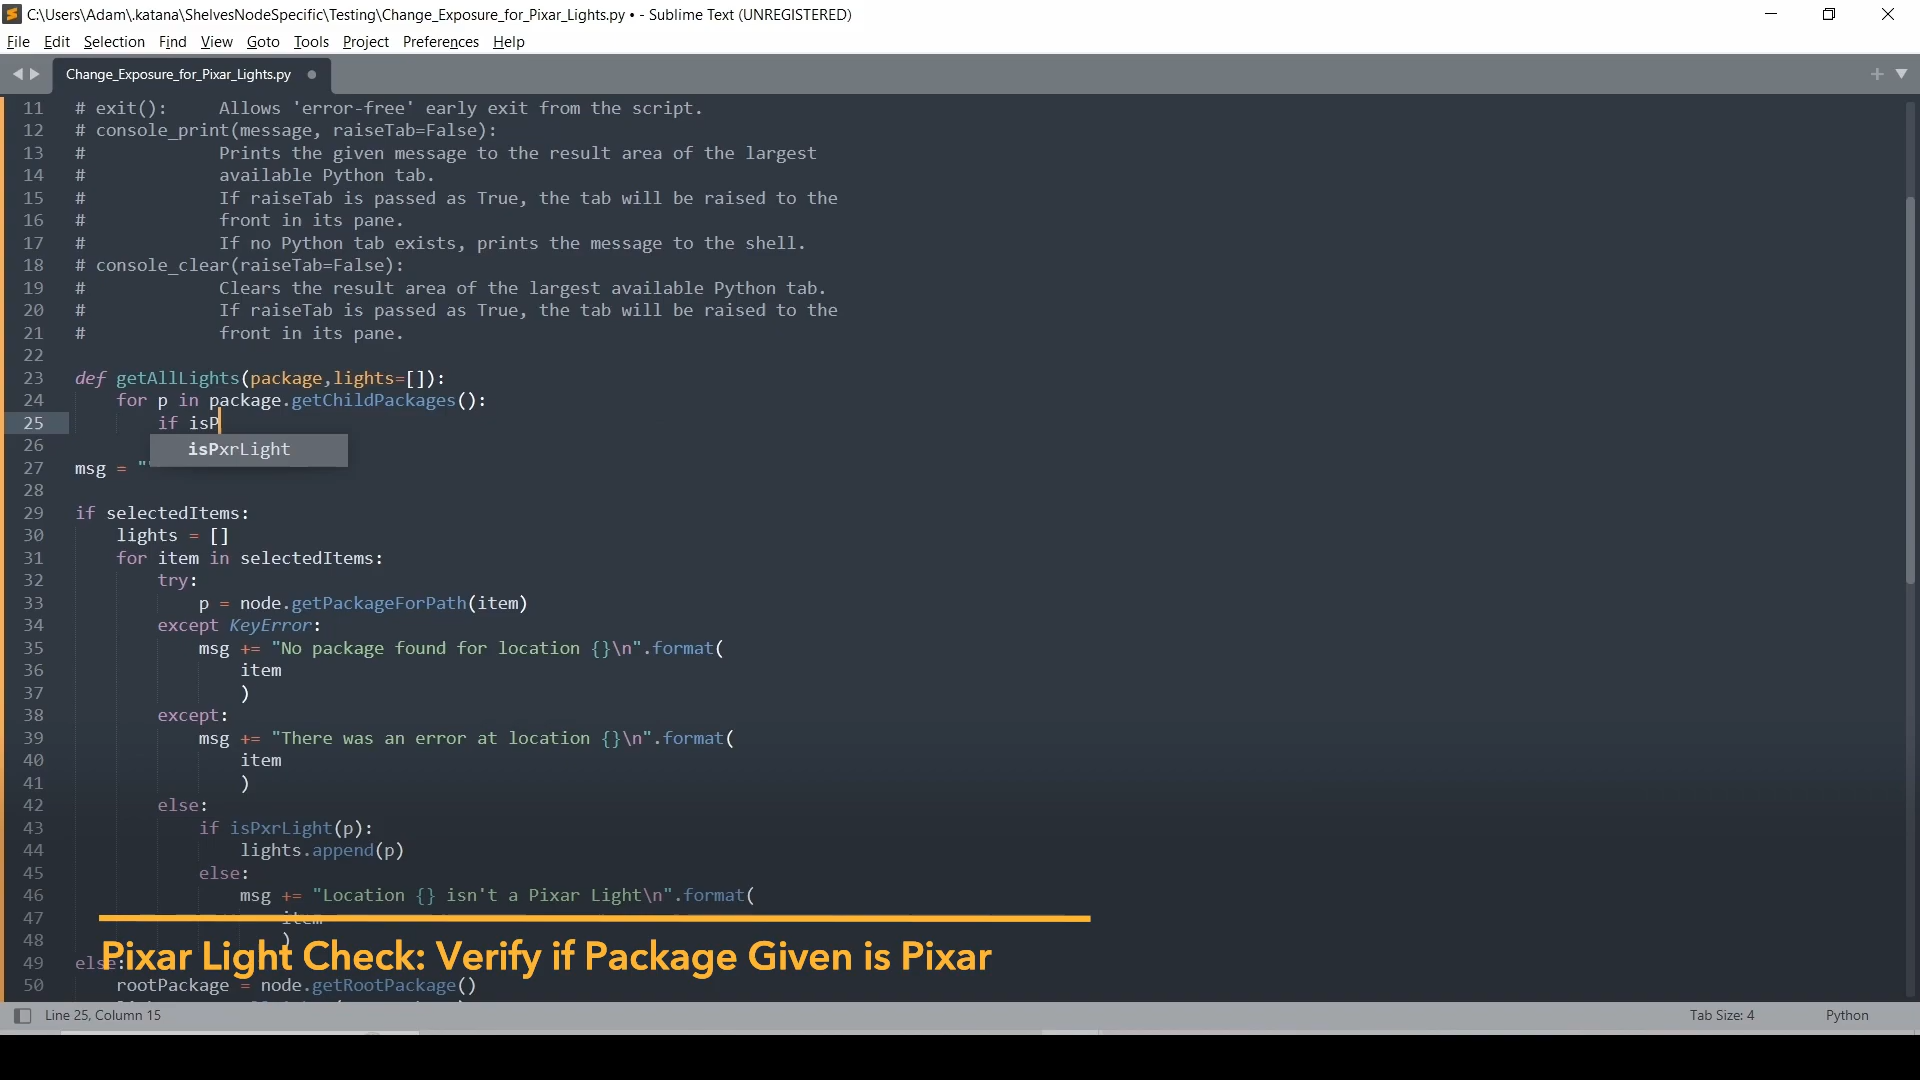 C:\Users\Adam\.katana\ShelvesNodeSpecific\Testing\Change_Exposure_for_Pixar_Lights.py • - Sublime Text (UNREGISTERED)
File Edit Selection Find View Goto Tools Project Preferences Help
Change_Exposure_for_Pixar_Lights.py
11 # exit(): Allows 'error-free' early exit from the script.
12 # console_print(message, raiseTab=False):
13 # Prints the given message to the result area of the largest
14 # available Python tab.
15 # If raiseTab is passed as True, the tab will be raised to the
16 # front in its pane.
17 # If no Python tab exists, prints the message to the shell.
18 # console_clear(raiseTab=False):
19 # Clears the result area of the largest available Python tab.
20 # If raiseTab is passed as True, the tab will be raised to the
21 # front in its pane.
22
23 def getAllLights(package,lights=[]):
24 for p in package.getChildPackages():
25 if isP
26 isPxrLight
27 msg = ""
28
29 if selectedItems:
30 lights = []
31 for item in selectedItems:
32 try:
33 p = node.getPackageForPath(item)
34 except KeyError:
35 msg += "No package found for location {}\n".format(
36 item
37 )
38 except:
39 msg += "There was an error at location {}\n".format(
40 item
41 )
42 else:
43 if isPxrLight(p):
44 lights.append(p)
45 else:
46 msg += "Location {} isn't a Pixar Light\n".format(
47 item
48 )
49 else:
Pixar Light Check: Verify if Package Given is Pixar
50 rootPackage = node.getRootPackage()
Line 25, Column 15 Tab Size: 4 Python